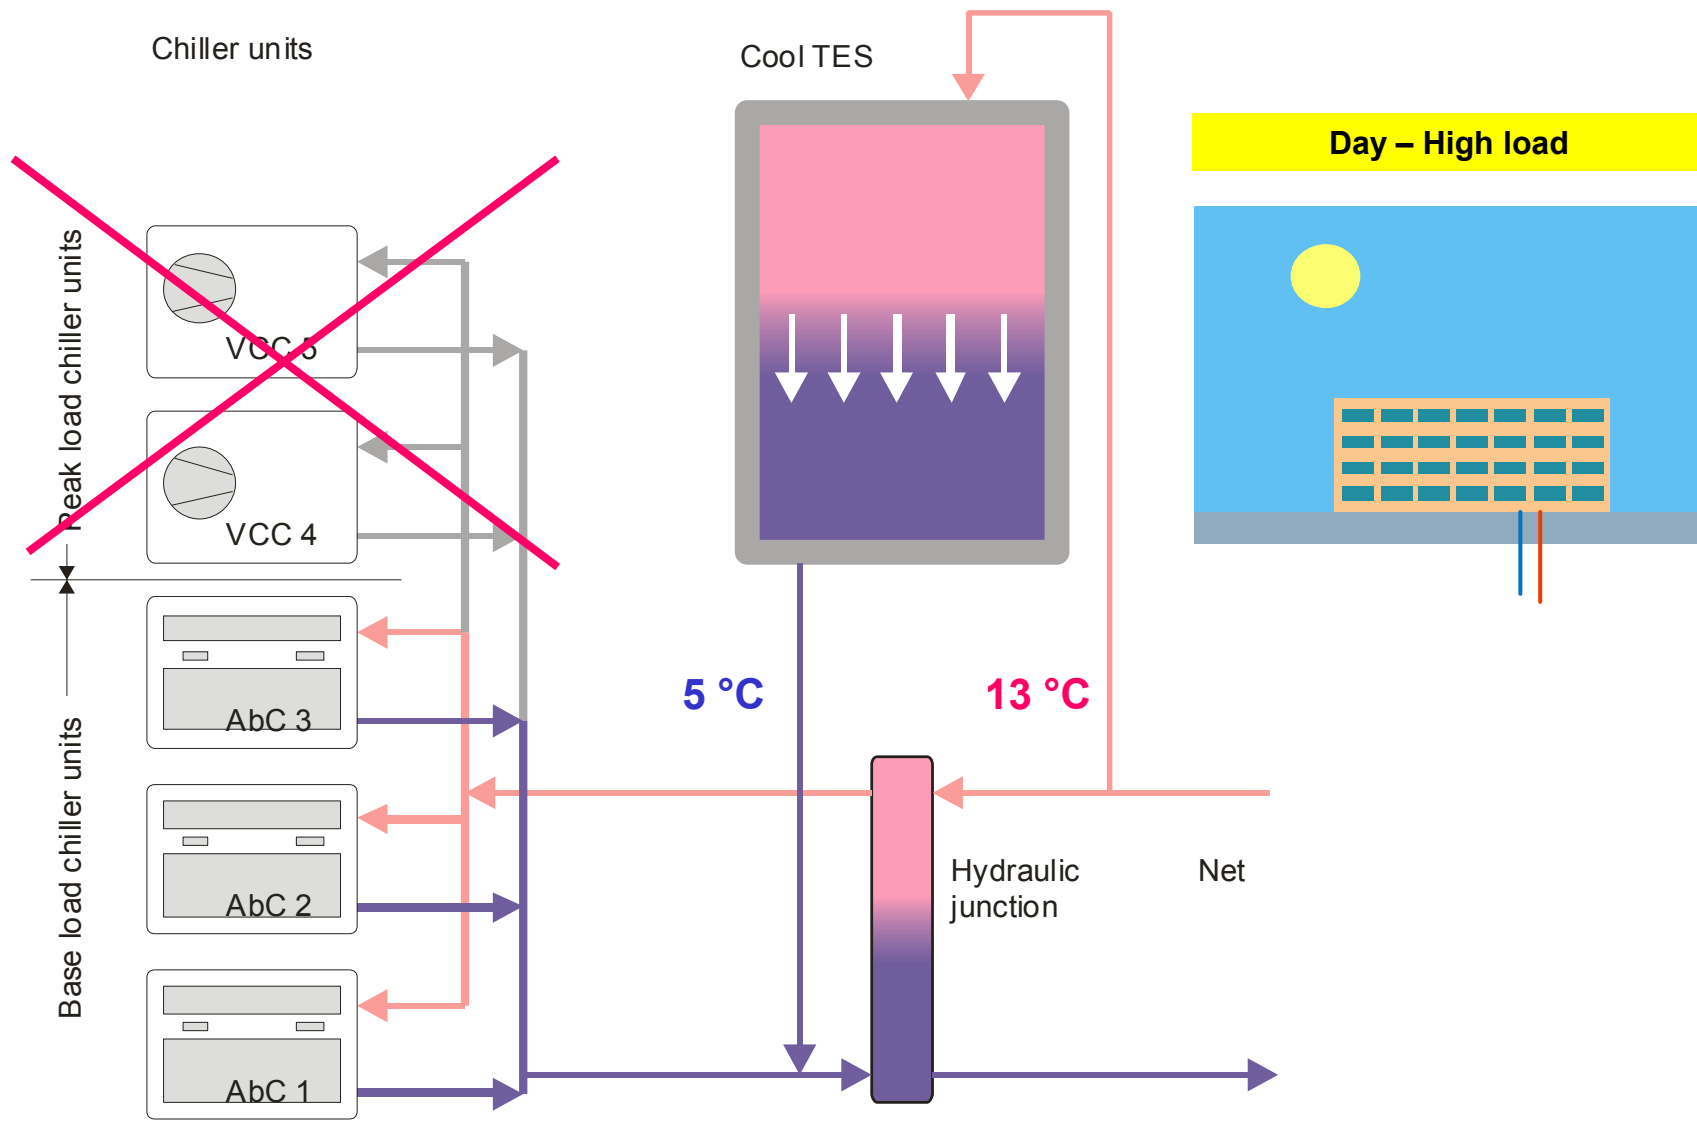 Chiller units
Cool TES
Day – High load
Peak load chiller units
VCC 5
VCC 4
Base load chiller units
AbC 3
AbC 2
AbC 1
5 °C
13 °C
Hydraulic
junction
Net